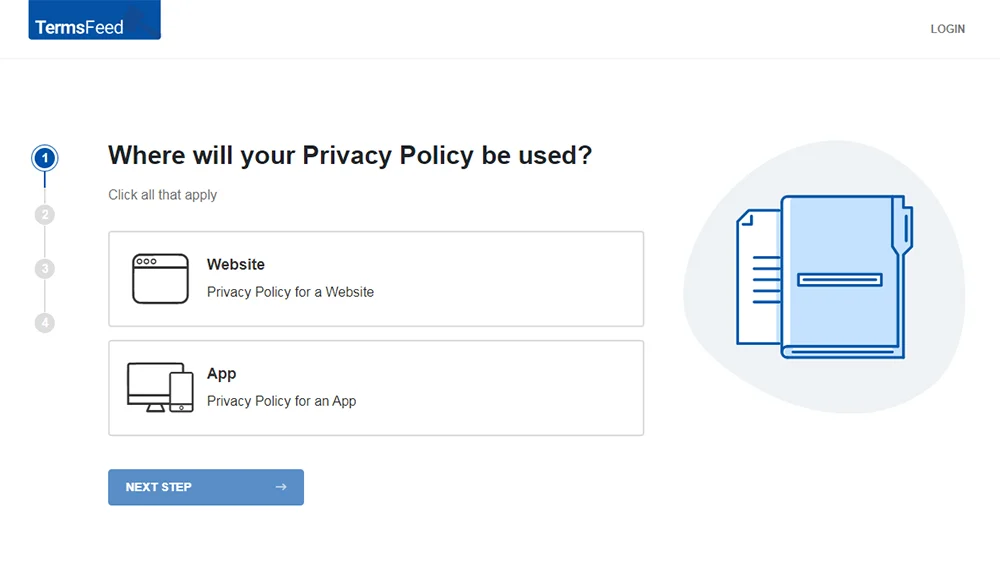 TermsFeed
LOGIN
1
Where will your Privacy Policy be used?
Click all that apply
2
3
4
Website
Privacy Policy for a Website
App
Privacy Policy for an App
NEXT STEP →